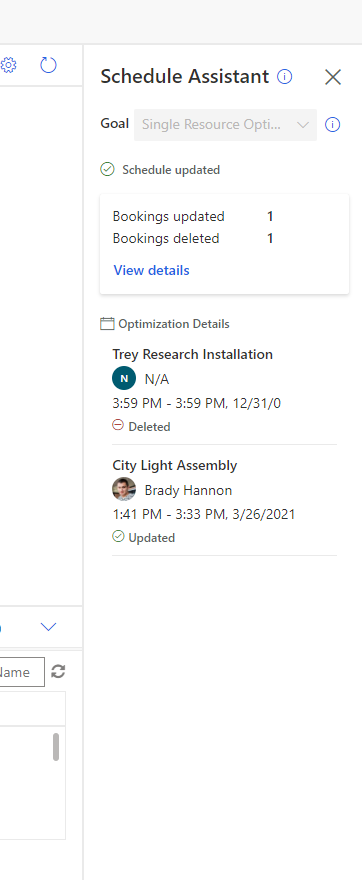 Schedule Assistant
Goal Single Resource Opti...
Schedule updated
Bookings updated 1
Bookings deleted 1
View details
Optimization Details
Trey Research Installation
N N/A
3:59 PM - 3:59 PM, 12/31/0
Deleted
City Light Assembly
Brady Hannon
1:41 PM - 3:33 PM, 3/26/2021
Updated
Name